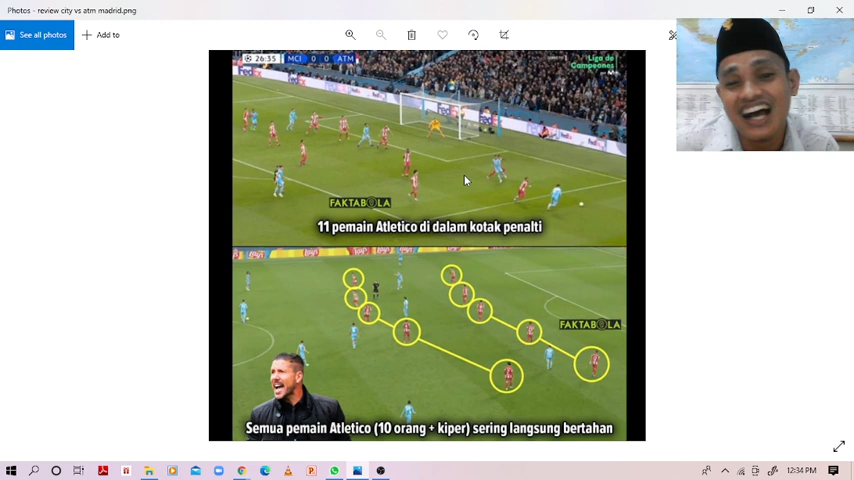 Photos - review city vs atm madrid.png
See all photos
Add to
26:35 MCI 0 0 ATM
Liga de
Campeones
FedEx
FAKTABOLA
11 pemain Atletico di dalam kotak penalti
Lay's
FAKTABOLA
Semua pemain Atletico (10 orang + kiper) sering langsung bertahan
12:34 PM